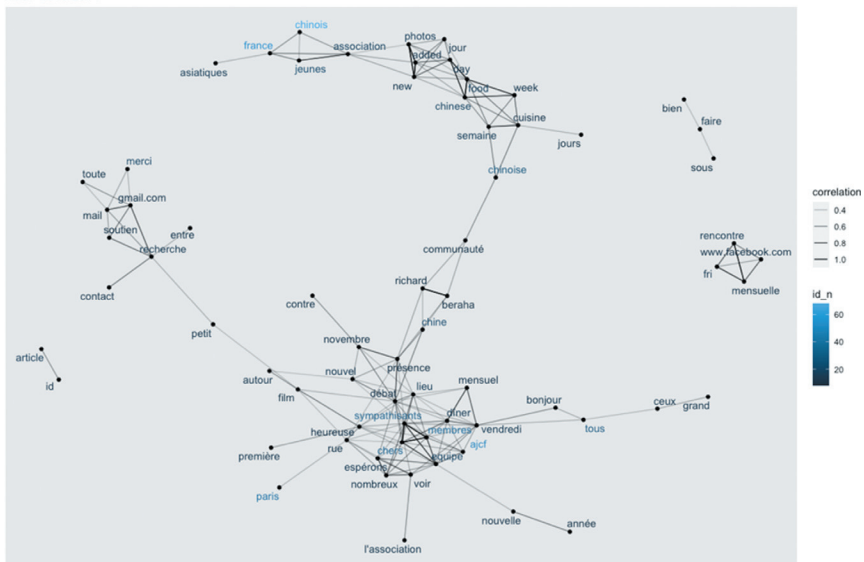 chinois
france
association
asiatiques
jeunes
photos
jour
added
day
new
food
week
chinese
cuisine
semaine
jours
chinoise
bien
faire
sous
merci
toute
gmail.com
mail
soutien
entre
recherche
contact
communauté
rencontre
www.facebook.com
fri
mensuelle
richard
beraha
contre
chine
petit
novembre
article
id
présence
autour
nouvel
film
débat
lieu
mensuel
sympathisants
dîner
bonjour
ceux
grand
heureuse
membres
vendredi
tous
rue
chers
ajcf
première
espérons
équipe
paris
nombreux
voir
nouvelle
année
l'association
correlation
0.4
0.6
0.8
1.0
id_n
60
40
20